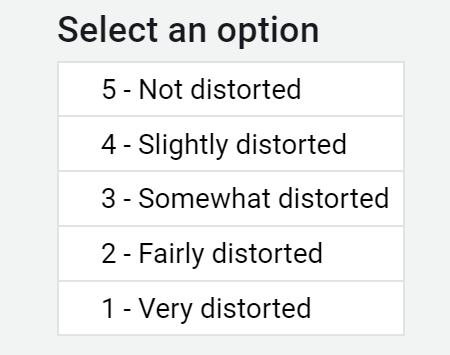 Select an option
5 - Not distorted
4 - Slightly distorted
3 - Somewhat distorted
2 - Fairly distorted
1 - Very distorted